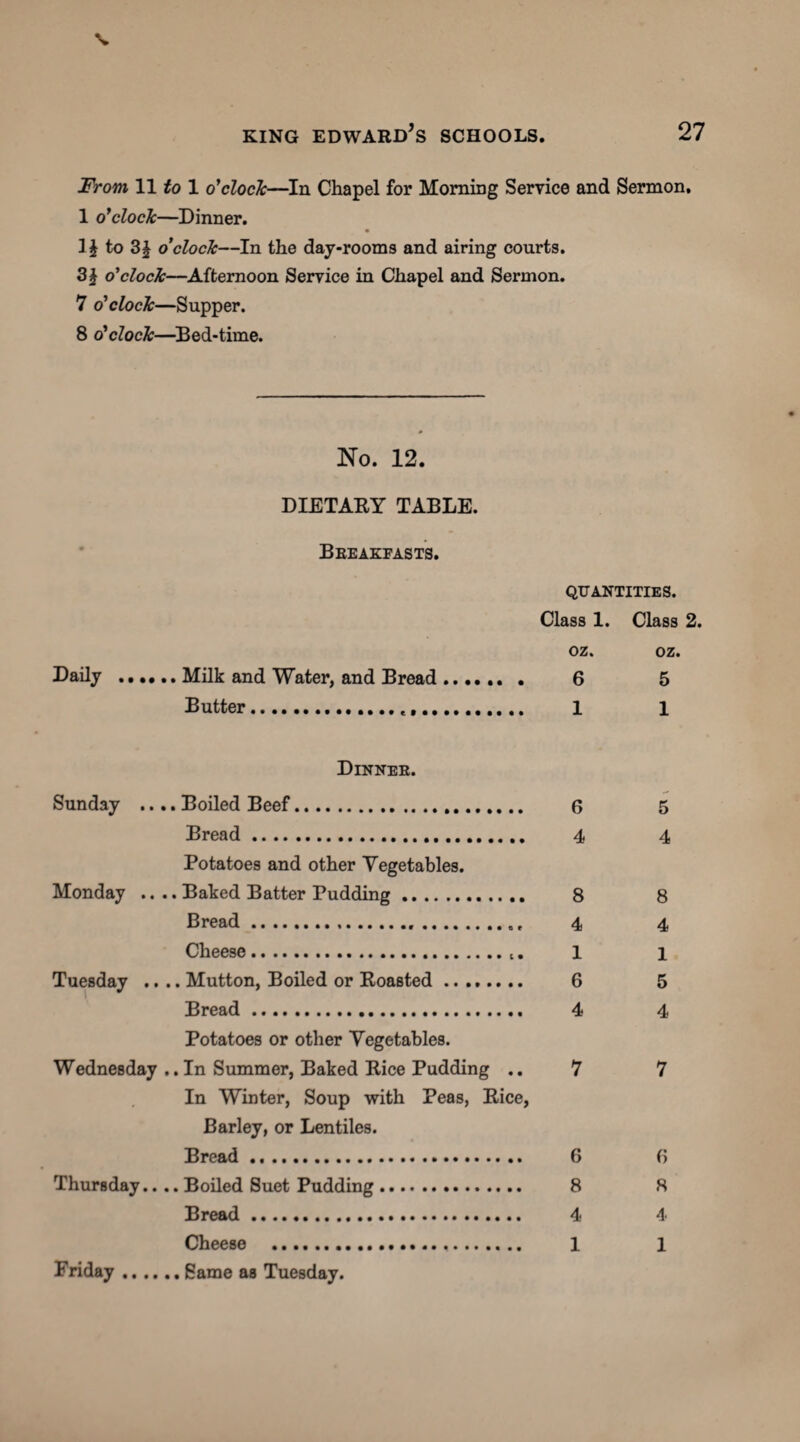 KING EDWARD'S SCHOOLS. 27
From 11 to 1 o'clock—In Chapel for Morning Service and Sermon.
1 o'clock—Dinner.
1½ to 3½ o'clock—In the day-rooms and airing courts.
3½ o'clock—Afternoon Service in Chapel and Sermon.
7 o'clock—Supper.
8 o'clock—Bed-time.
No. 12.
DIETARY TABLE.
BREAKFASTS.
QUANTITIES.
Class 1. Class 2.
oz. oz.
Daily ...... Milk and Water, and Bread ....... 6 5
Butter.......................... 1 1
DINNER.
Sunday .... Boiled Beef........................ 6 5
Bread ........................... 4 4
Potatoes and other Vegetables.
Monday .... Baked Batter Pudding ............. 8 8
Bread ........................... 4 4
Cheese........................... 1 1
Tuesday .... Mutton, Boiled or Roasted ........ 6 5
Bread ........................... 4 4
Potatoes or other Vegetables.
Wednesday .. In Summer, Baked Rice Pudding .. 7 7
In Winter, Soup with Peas, Rice,
Barley, or Lentiles.
Bread ........................... 6 6
Thursday.... Boiled Suet Pudding............... 8 8
Bread ........................... 4 4
Cheese ......................... 1 1
Friday ...... Same as Tuesday.